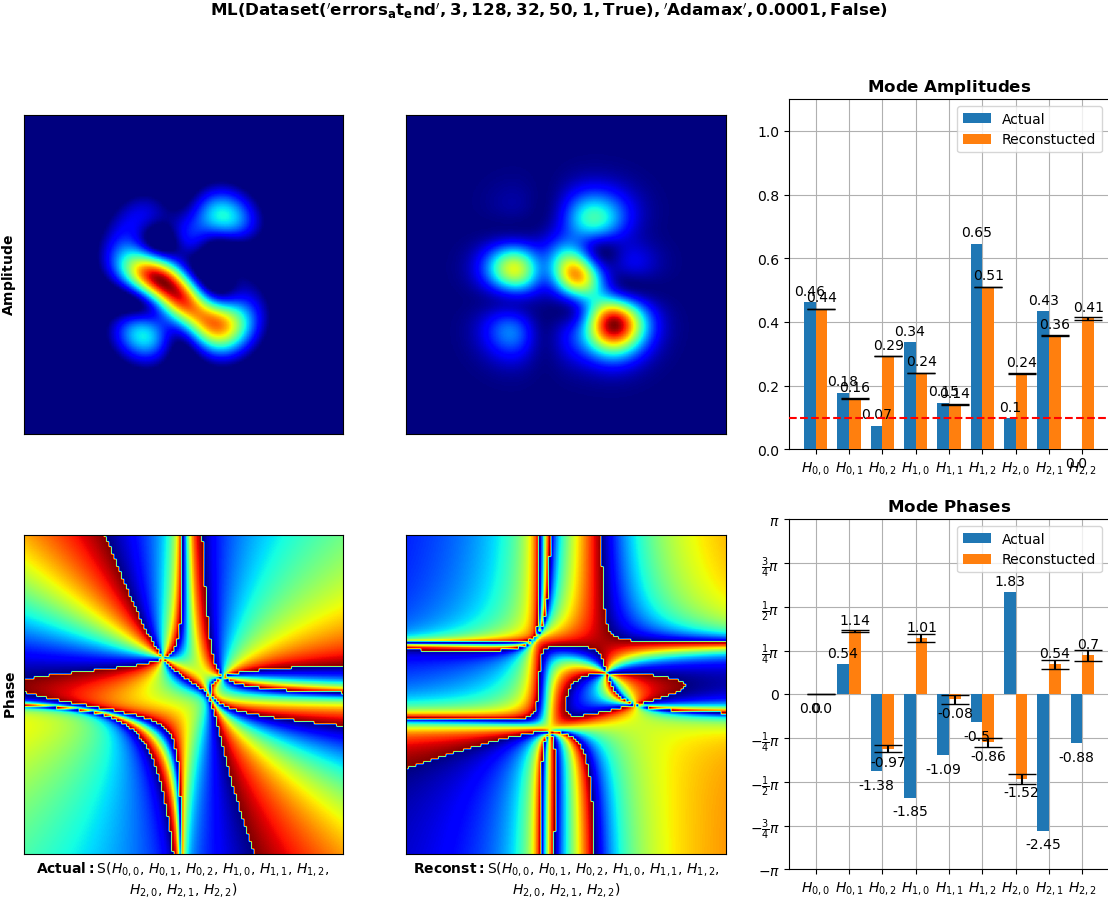 ML(Dataset('errors_at_end', 3, 128, 32, 50, 1, True), 'Adamax', 0.0001, False)
Amplitude
Mode Amplitudes
Actual
Reconstucted
1.0
0.8
0.6
0.4
0.2
0.0
0.46
0.44
0.18
0.16
0.07
0.29
0.34
0.24
0.15
0.14
0.65
0.51
0.1
0.24
0.43
0.36
0.0
0.41
H0,0 H0,1 H0,2 H1,0 H1,1 H1,2 H2,0 H2,1 H2,2
Phase
Mode Phases
Actual
Reconstucted
π
3/4π
1/2π
1/4π
0
−1/4π
−1/2π
−3/4π
−π
0.0
0.0
0.54
1.14
-1.38
-0.97
-1.85
1.01
-1.09
-0.08
-0.5
-0.86
1.83
-1.52
-2.45
0.54
-0.88
0.7
H0,0 H0,1 H0,2 H1,0 H1,1 H1,2 H2,0 H2,1 H2,2
Actual: S(H0,0, H0,1, H0,2, H1,0, H1,1, H1,2,
H2,0, H2,1, H2,2)
Reconst: S(H0,0, H0,1, H0,2, H1,0, H1,1, H1,2,
H2,0, H2,1, H2,2)